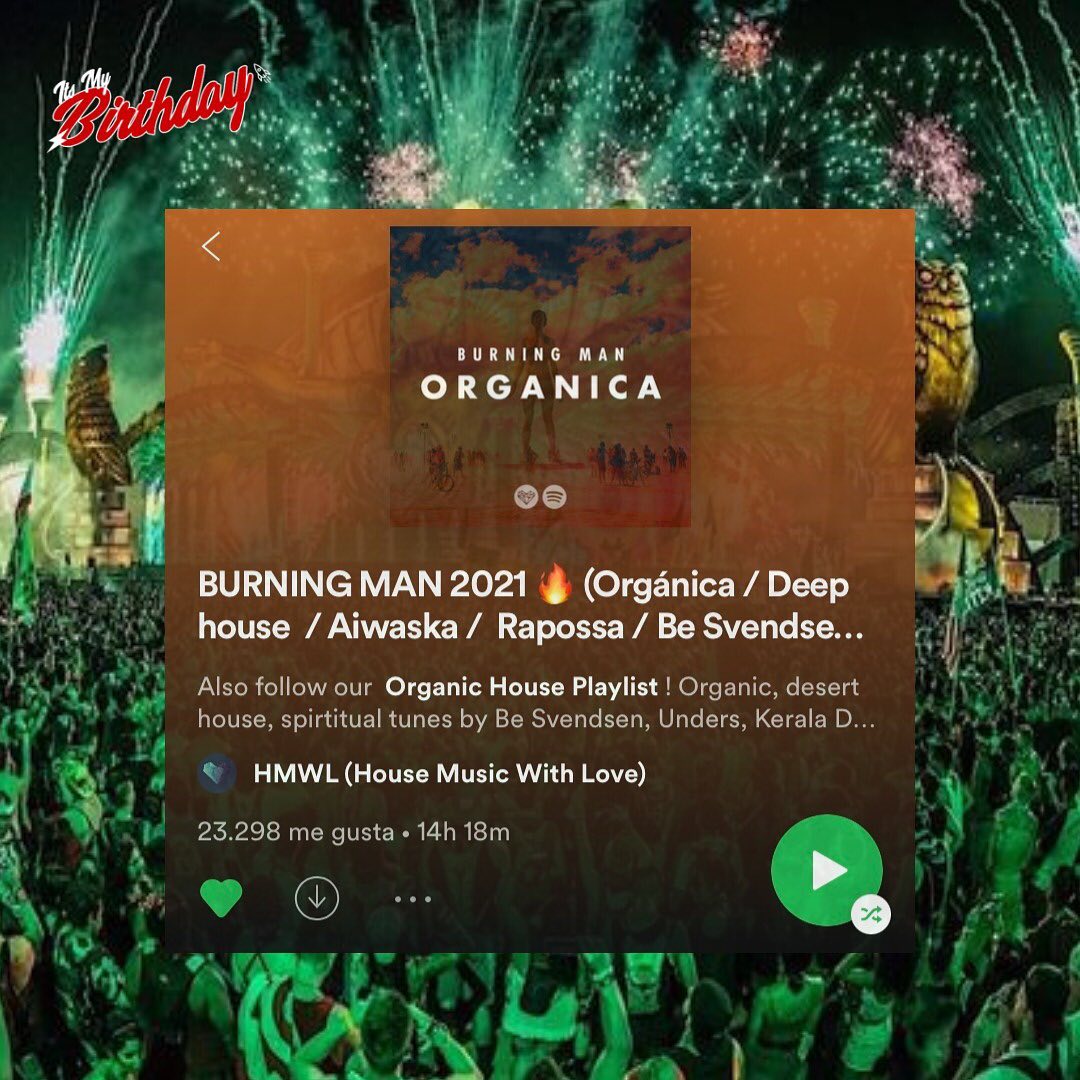 Its My
Birthday
BURNING MAN
ORGANICA
BURNING MAN 2021 🔥 (Orgánica / Deep
house / Aiwaska / Rapossa / Be Svendse...
Also follow our Organic House Playlist ! Organic, desert
house, spirtitual tunes by Be Svendsen, Unders, Kerala D...
HMWL (House Music With Love)
23.298 me gusta • 14h 18m